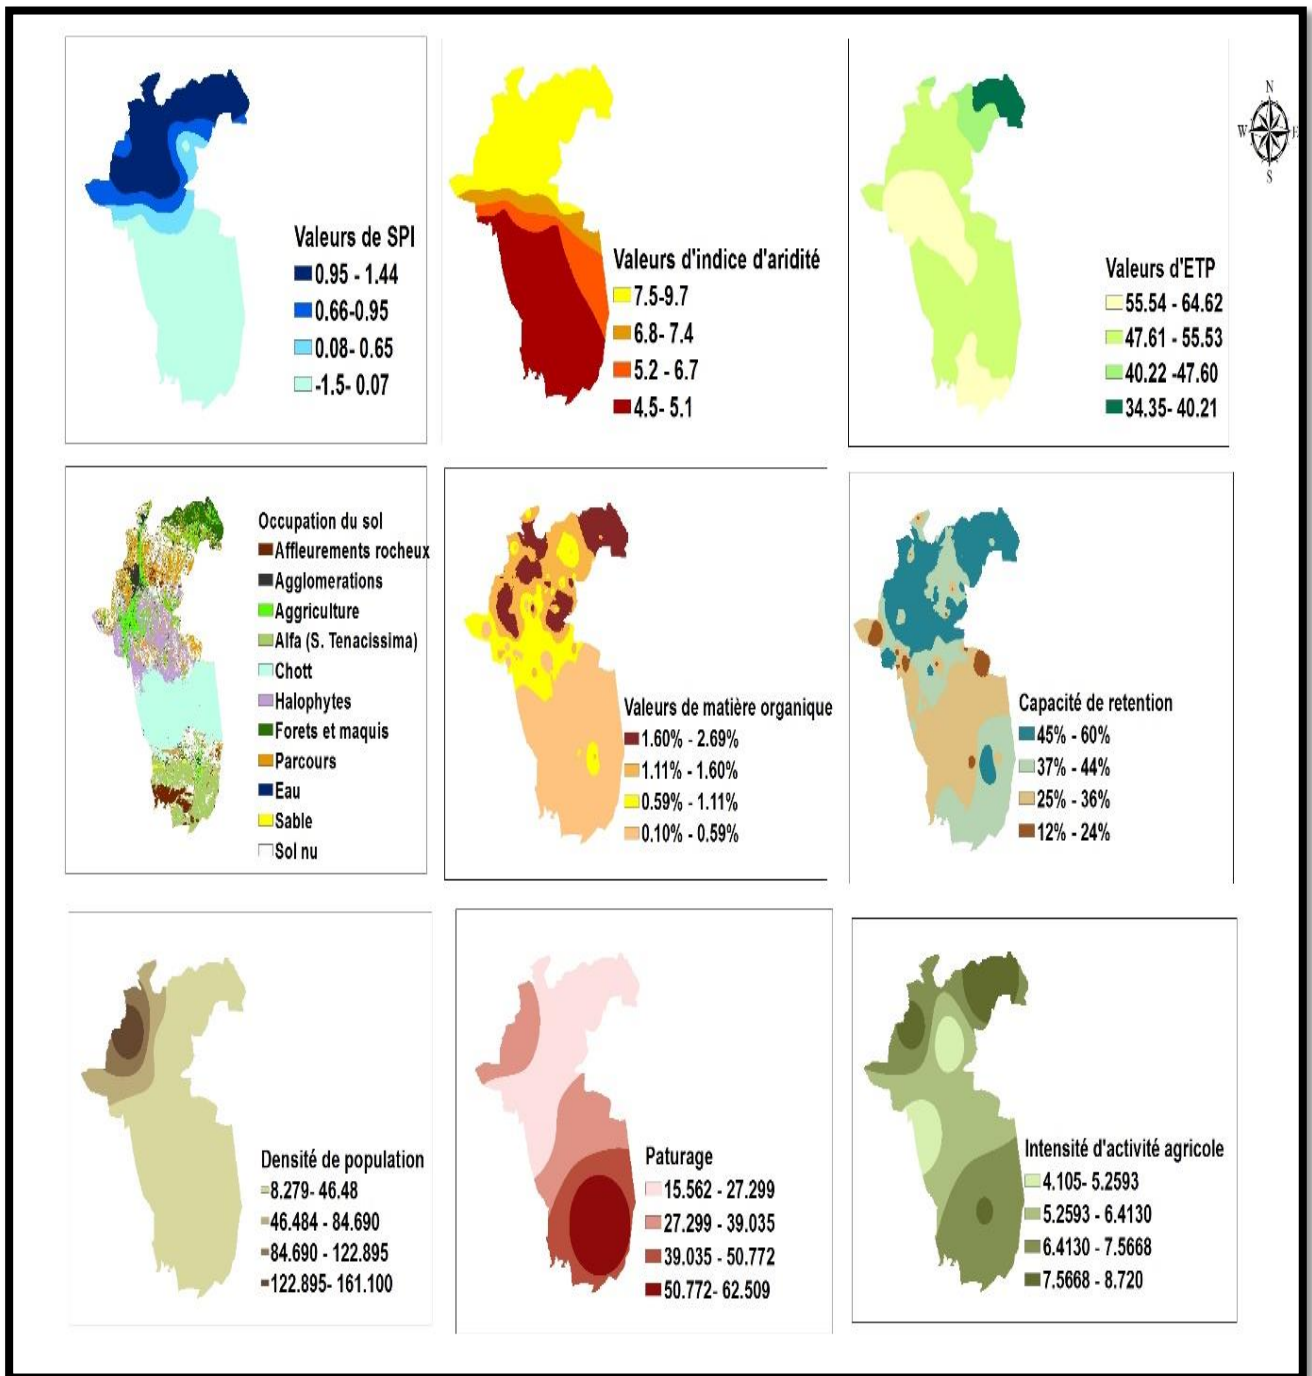 Valeurs de SPI
0.95 - 1.44
0.66-0.95
0.08- 0.65
-1.5- 0.07
Valeurs d'indice d'aridité
7.5-9.7
6.8- 7.4
5.2 - 6.7
4.5- 5.1
Valeurs d'ETP
55.54 - 64.62
47.61 - 55.53
40.22 -47.60
34.35- 40.21
N
W E
S
Occupation du sol
Affleurements rocheux
Agglomerations
Aggriculture
Alfa (S. Tenacissima)
Chott
Halophytes
Forets et maquis
Parcours
Eau
Sable
Sol nu
Valeurs de matière organique
1.60% - 2.69%
1.11% - 1.60%
0.59% - 1.11%
0.10% - 0.59%
Capacité de retention
45% - 60%
37% - 44%
25% - 36%
12% - 24%
Densité de population
8.279- 46.48
46.484 - 84.690
84.690 - 122.895
122.895- 161.100
Paturage
15.562 - 27.299
27.299 - 39.035
39.035 - 50.772
50.772- 62.509
Intensité d'activité agricole
4.105- 5.2593
5.2593 - 6.4130
6.4130 - 7.5668
7.5668 - 8.720